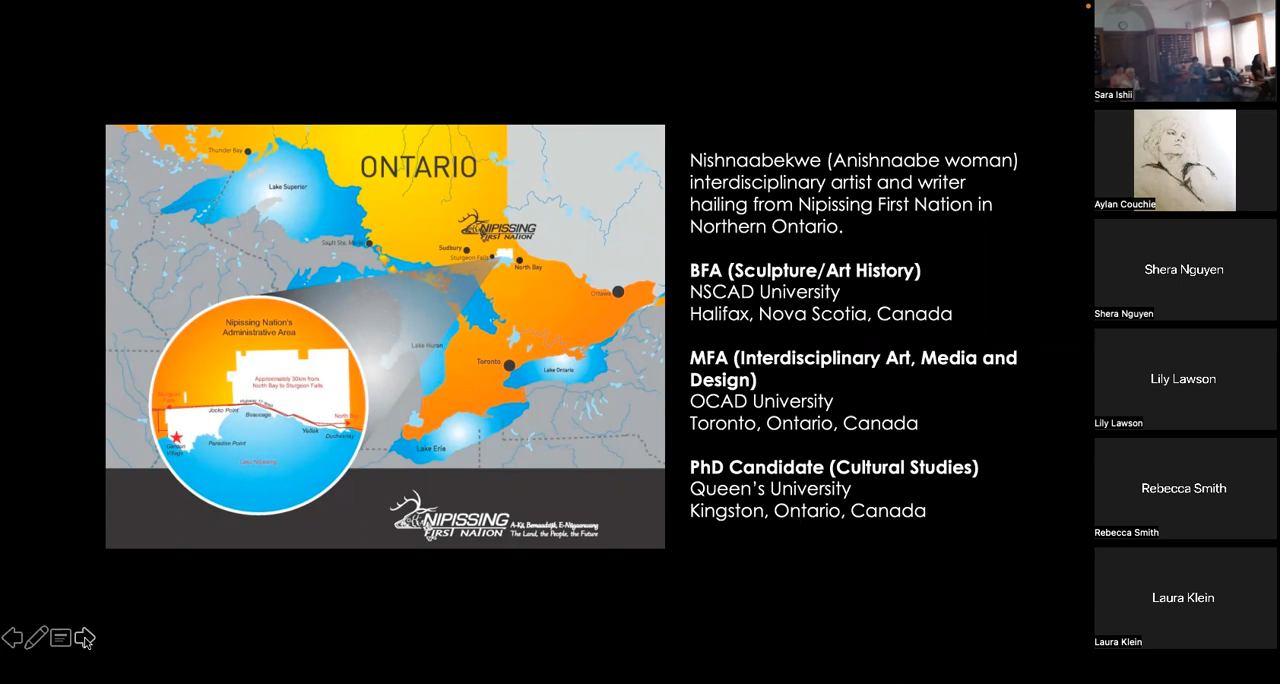 ONTARIO
Thunder Bay
Lake Superior
NIPISSING
FIRST NATION
Sault Ste. Marie
Sudbury
Sturgeon Falls
North Bay
Ottawa
Lake Huron
Toronto
Lake Ontario
Lake Erie
Nipissing Nation's
Administrative Area
Approximately 30km from
North Bay to Sturgeon Falls
Sturgeon
Falls
Jocko Point
Beaucage
North Bay
Yellek
Duchesnay
Garden
Village
Paradise Point
Lake Nipissing
NIPISSING
FIRST NATION
The Land, the People, the Future
Nishnaabekwe (Anishnaabe woman)
interdisciplinary artist and writer
hailing from Nipissing First Nation in
Northern Ontario.
BFA (Sculpture/Art History)
NSCAD University
Halifax, Nova Scotia, Canada
MFA (Interdisciplinary Art, Media and
Design)
OCAD University
Toronto, Ontario, Canada
PhD Candidate (Cultural Studies)
Queen's University
Kingston, Ontario, Canada
Sara Ishii
Aylan Couchie
Shera Nguyen
Shera Nguyen
Lily Lawson
Lily Lawson
Rebecca Smith
Rebecca Smith
Laura Klein
Laura Klein